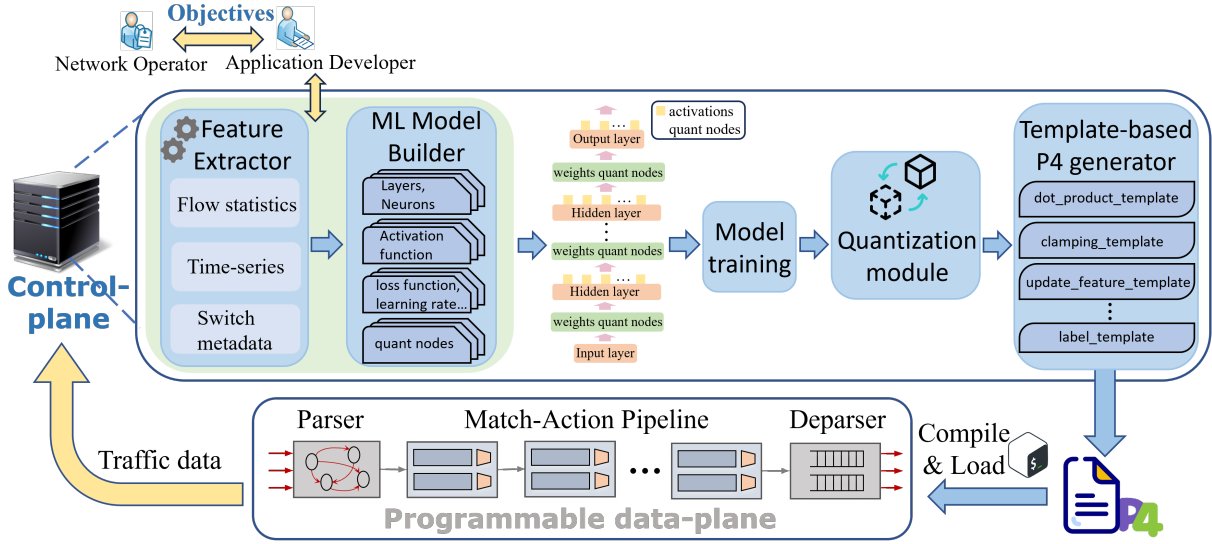 Objectives
Network Operator
Application Developer
Feature
Extractor
Flow statistics
Time-series
Switch
metadata
ML Model
Builder
Layers,
Neurons
Activation
function
loss function,
learning rate...
quant nodes
activations
quant nodes
...
Output layer
weights quant nodes
...
Hidden layer
weights quant nodes
...
Hidden layer
weights quant nodes
Input layer
Model
training
Quantization
module
Template-based
P4 generator
dot_product_template
clamping_template
update_feature_template
label_template
Control-
plane
Traffic data
Parser
Match-Action Pipeline
Deparser
...
Programmable data-plane
Compile
& Load
$_
P4